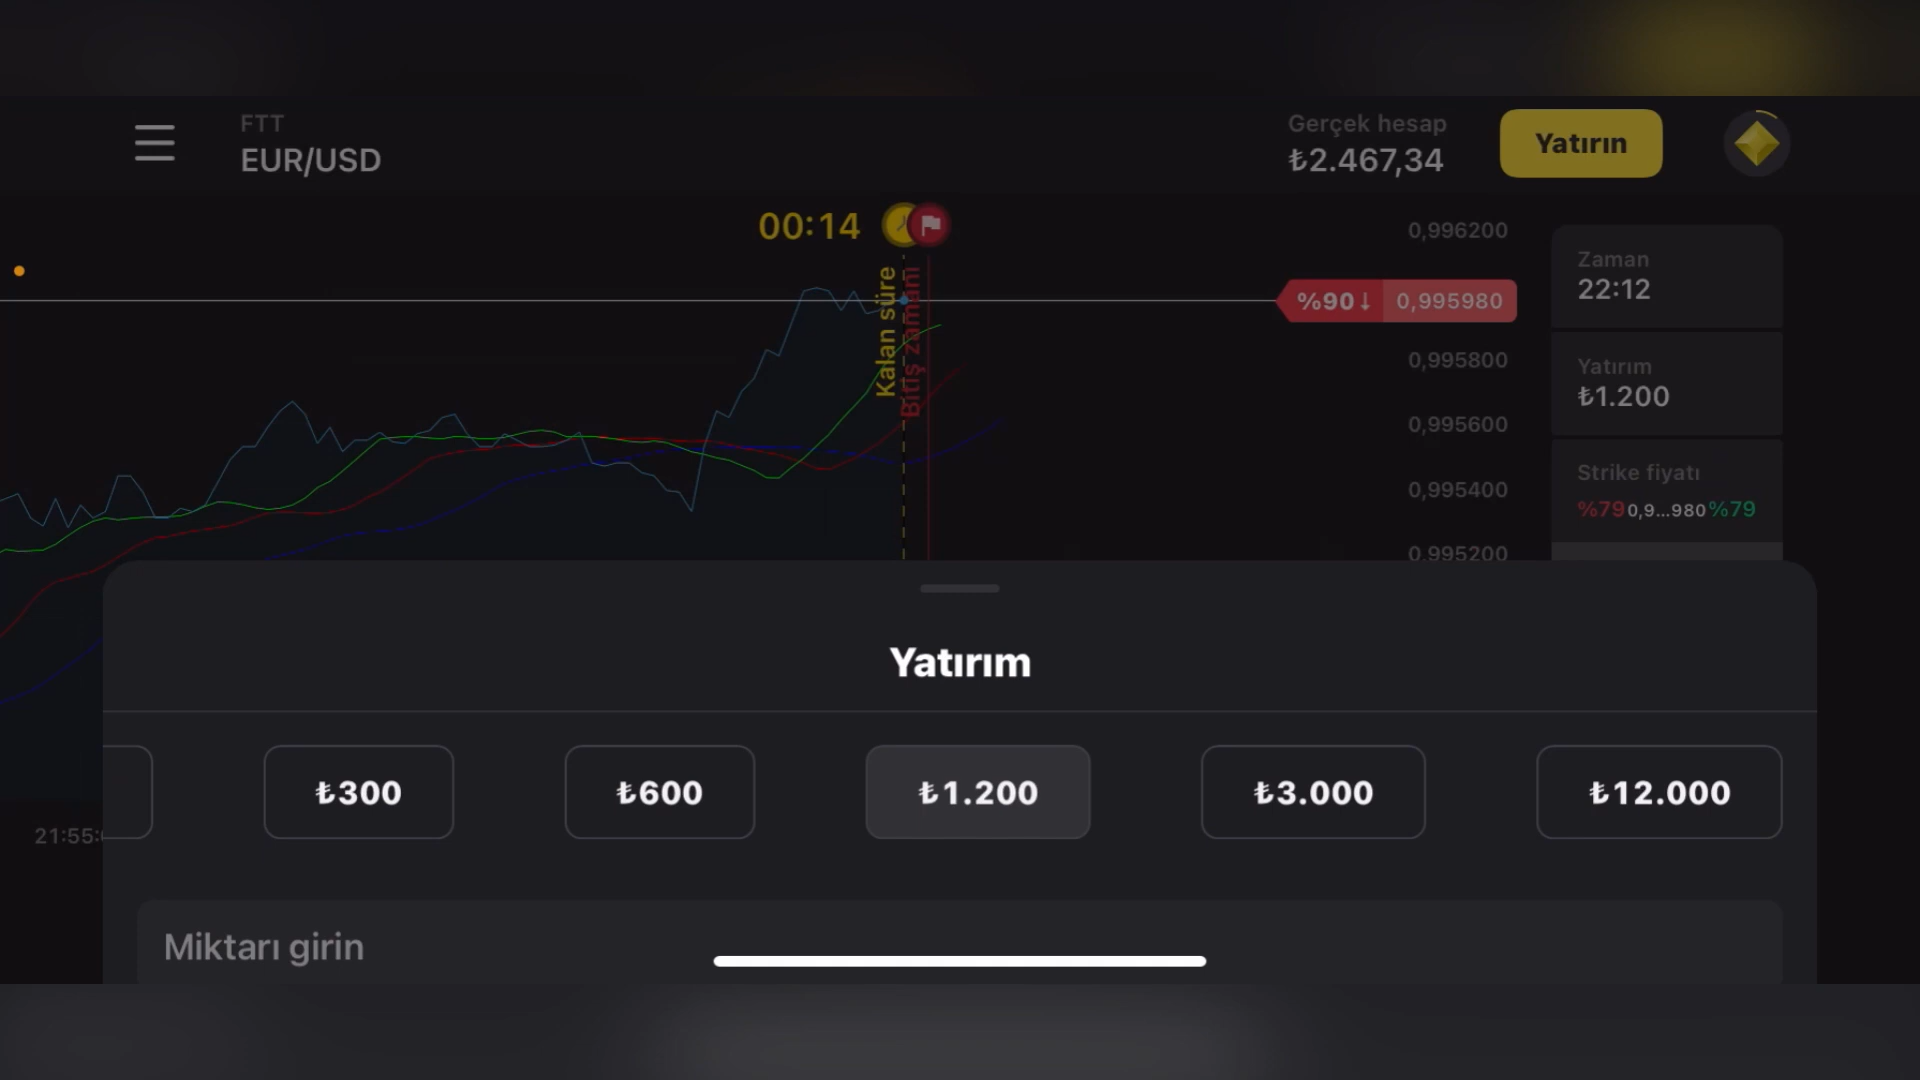 FTT
EUR/USD
Gerçek hesap
₺2.467,34
Yatırın
00:14
Kalan süre
Bitiş zamanı
0,996200
%90↓ 0,995980
0,995800
0,995600
0,995400
0,995200
Zaman
22:12
Yatırım
₺1.200
Strike fiyatı
%79 0,9...980 %79
Yatırım
₺300
₺600
₺1.200
₺3.000
₺12.000
21:55:
Miktarı girin